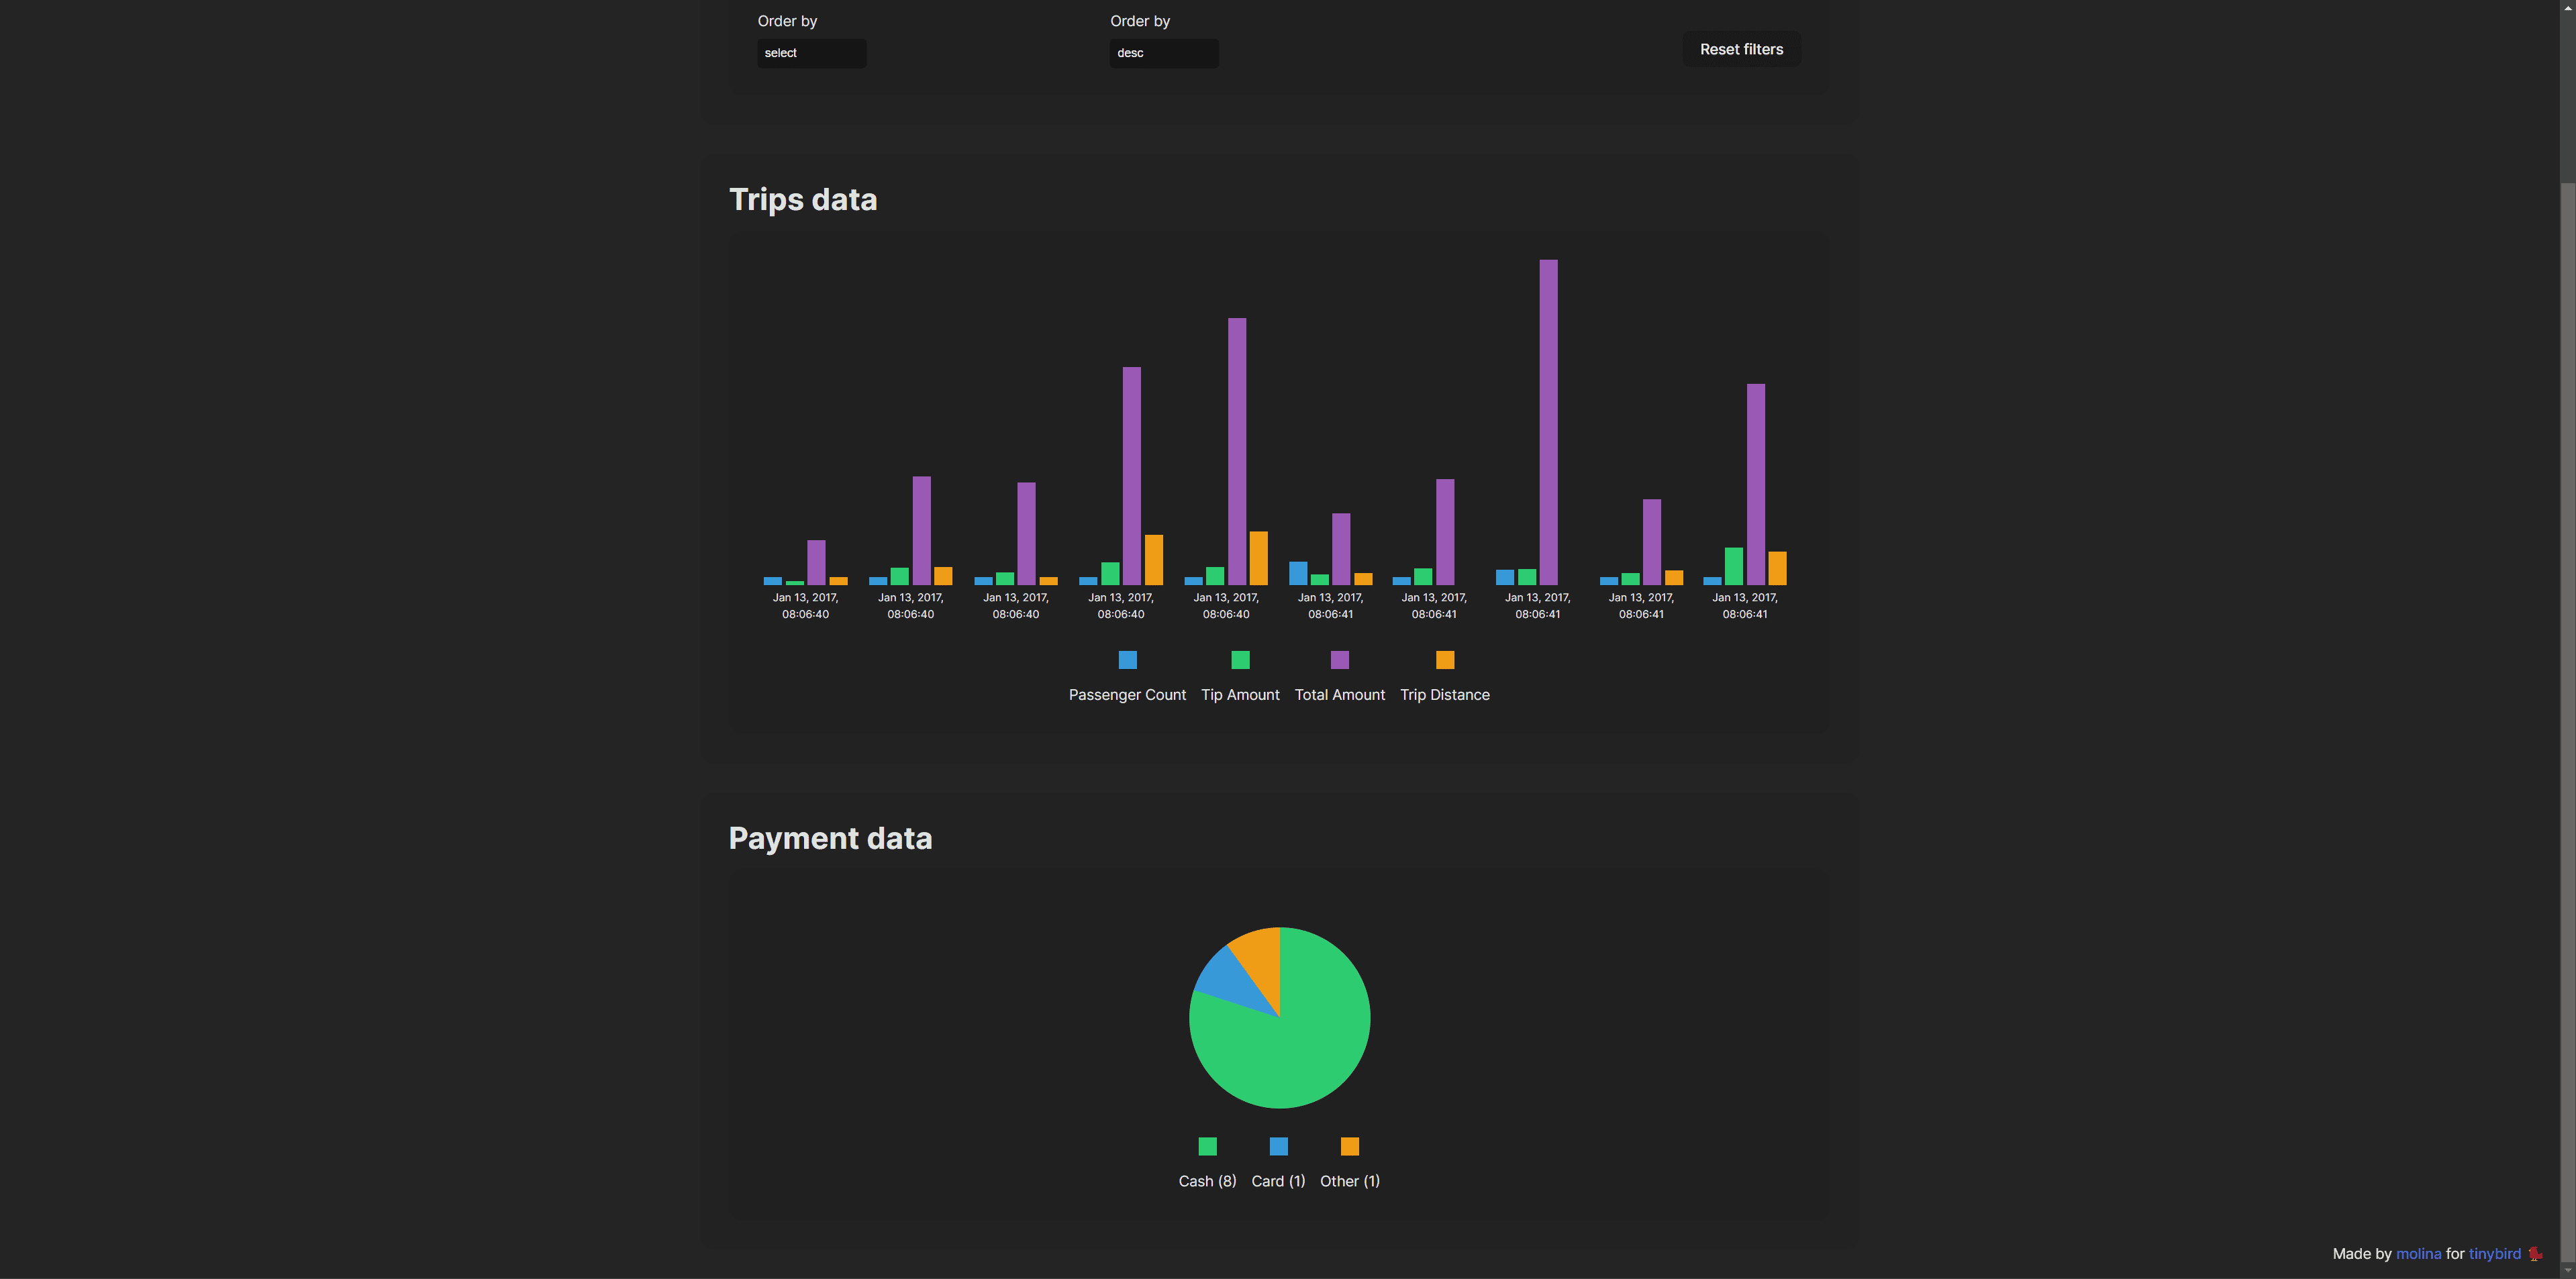 Order by
Order by
select
desc
Reset filters
Trips data
Jan 13, 2017,
08:06:40
Jan 13, 2017,
08:06:40
Jan 13, 2017,
08:06:40
Jan 13, 2017,
08:06:40
Jan 13, 2017,
08:06:40
Jan 13, 2017,
08:06:41
Jan 13, 2017,
08:06:41
Jan 13, 2017,
08:06:41
Jan 13, 2017,
08:06:41
Jan 13, 2017,
08:06:41
Passenger Count
Tip Amount
Total Amount
Trip Distance
Payment data
Cash (8)
Card (1)
Other (1)
Made by molina for tinybird